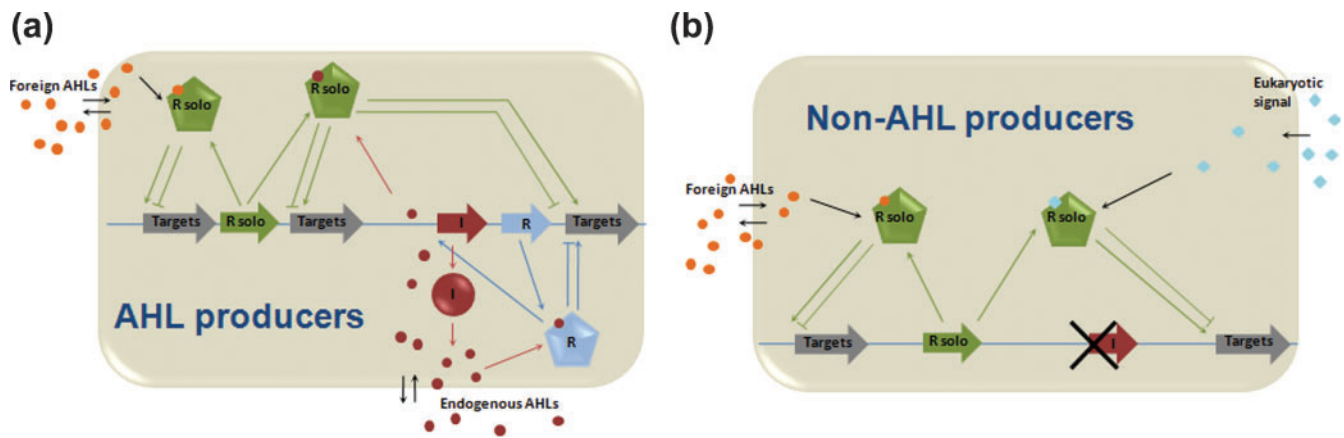 (a)
Foreign AHLs
R solo
R solo
Targets
R solo
Targets
I
R
Targets
I
AHL producers
R
Endogenous AHLs
(b)
Eukaryotic
signal
Non-AHL producers
Foreign AHLs
R solo
R solo
Targets
R solo
I
Targets